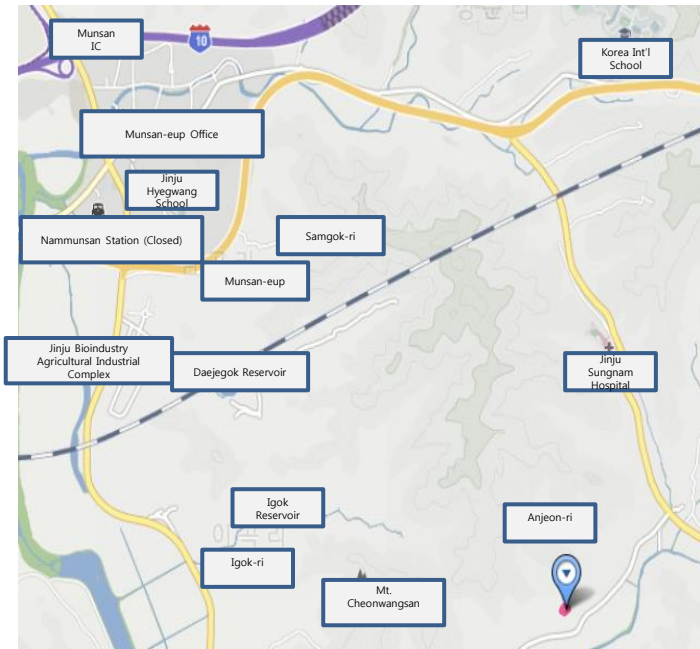 Munsan
IC
10
Korea Int'l
School
Munsan-eup Office
Jinju
Hyegwang
School
Nammunsan Station (Closed)
Samgok-ri
Munsan-eup
Jinju Bioindustry
Agricultural Industrial
Complex
Daejegok Reservoir
Jinju
Sungnam
Hospital
Igok
Reservoir
Anjeon-ri
Igok-ri
Mt.
Cheonwangsan